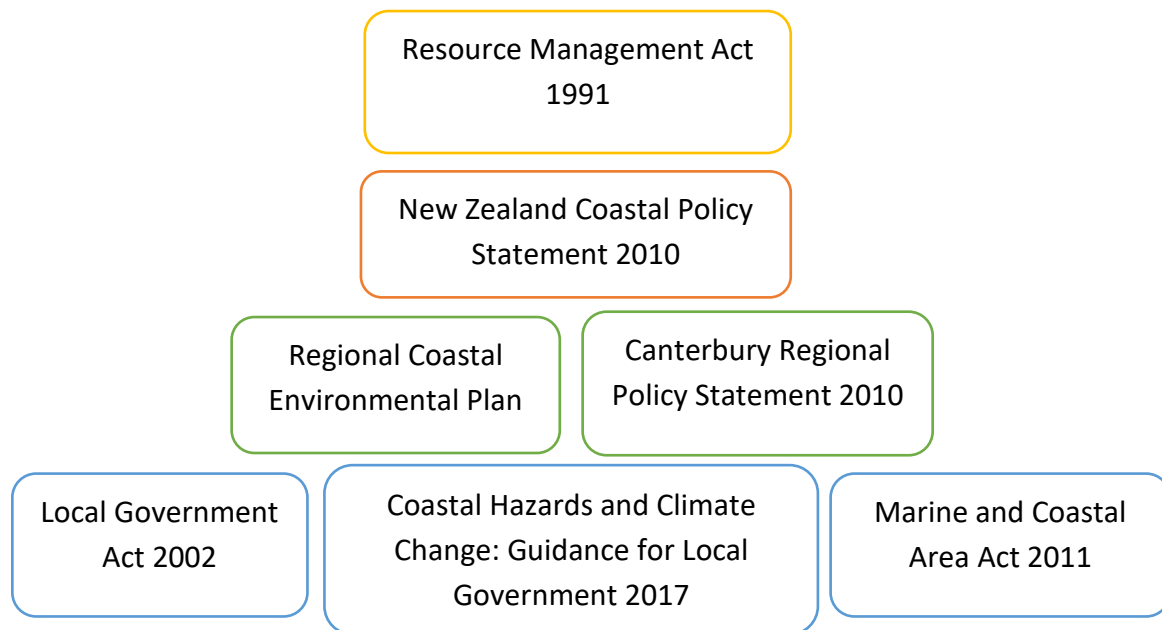 Resource Management Act
1991
New Zealand Coastal Policy
Statement 2010
Regional Coastal
Environmental Plan
Canterbury Regional
Policy Statement 2010
Local Government
Act 2002
Coastal Hazards and Climate
Change: Guidance for Local
Government 2017
Marine and Coastal
Area Act 2011